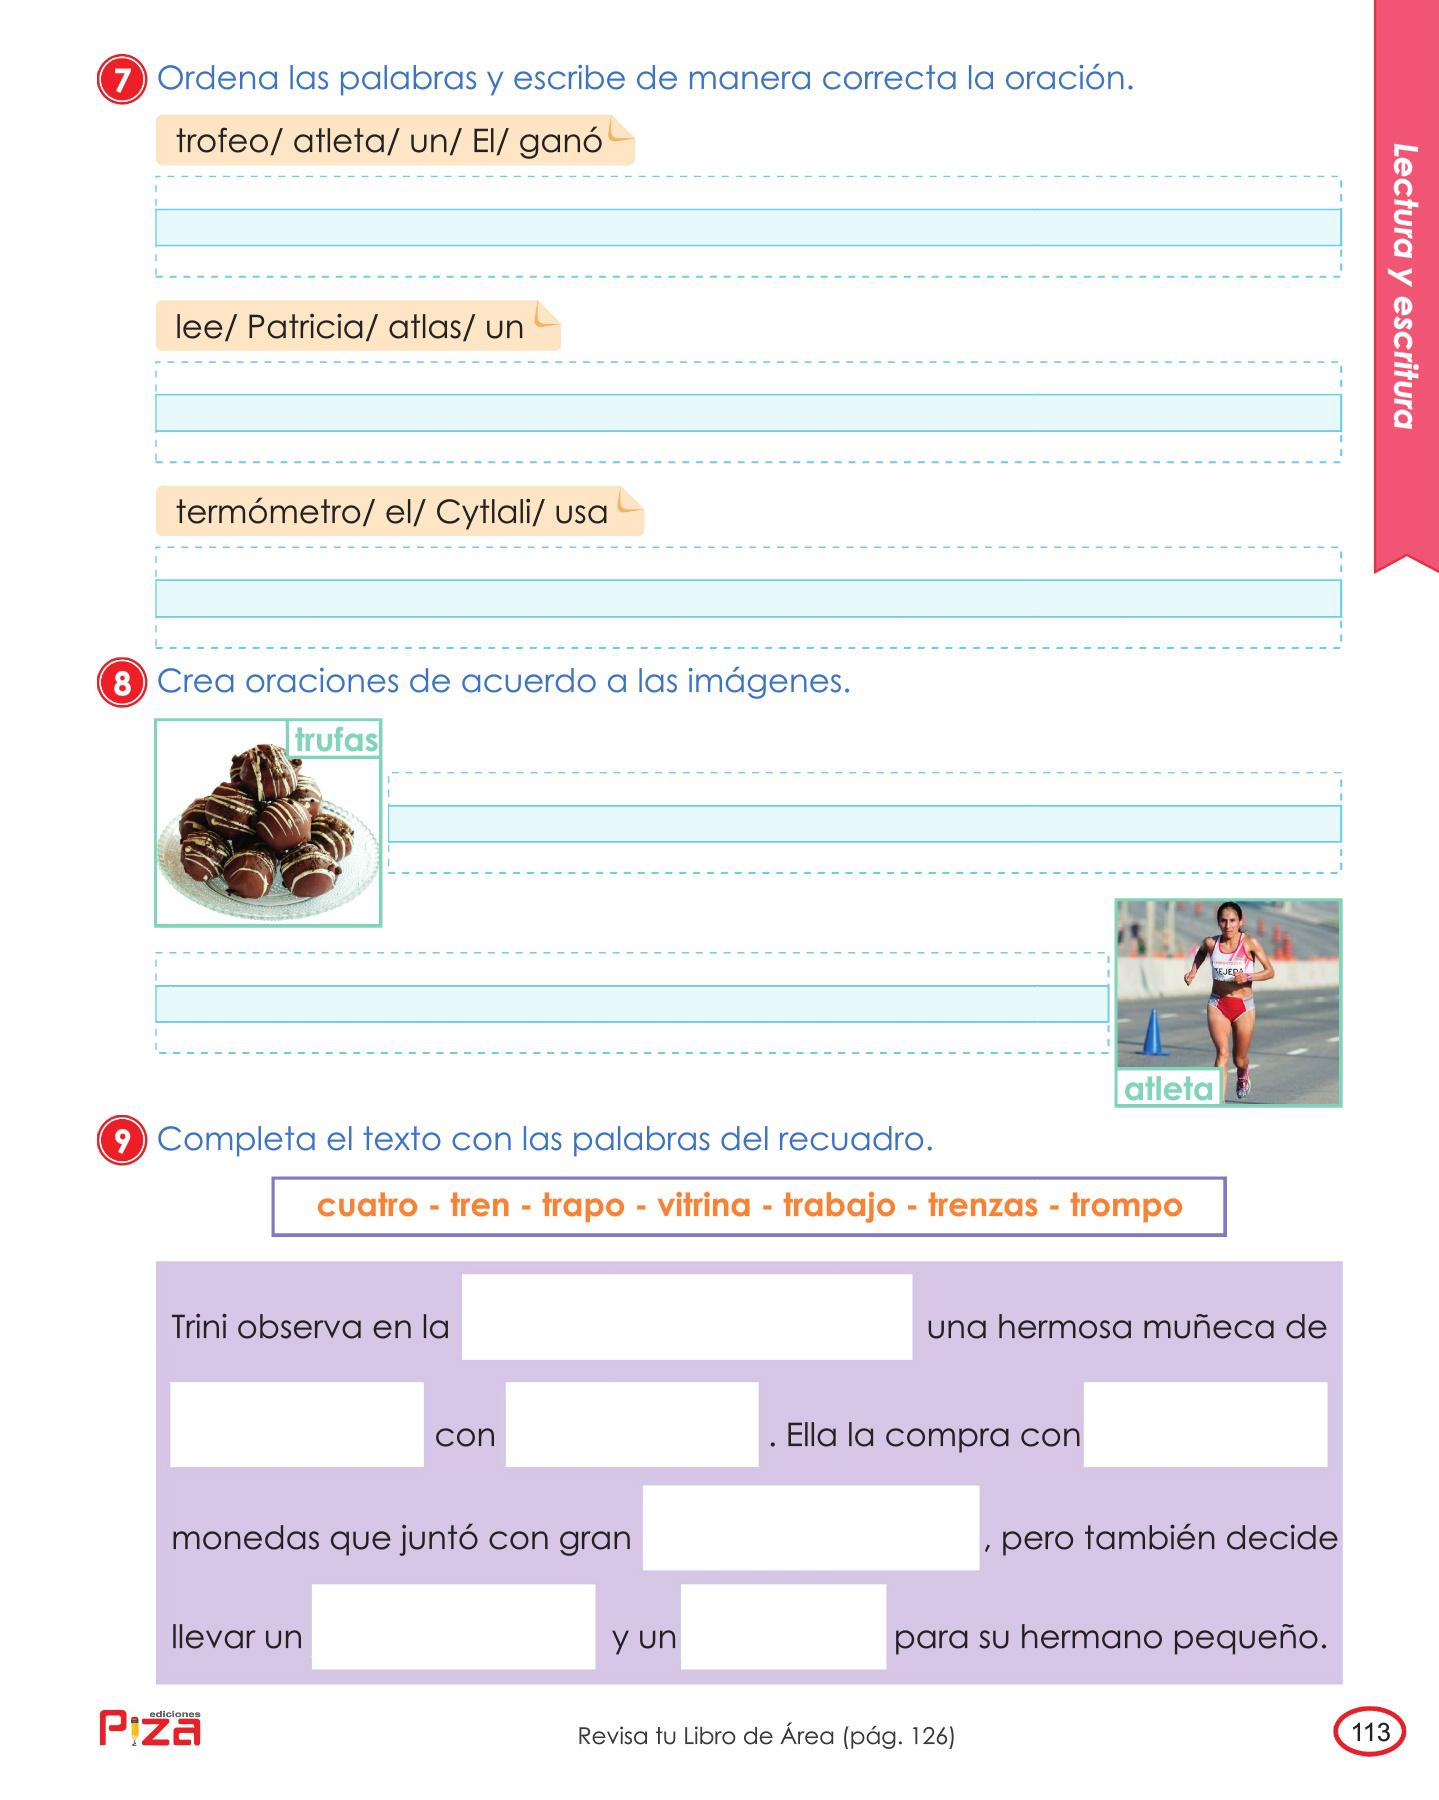 7 Ordena las palabras y escribe de manera correcta la oración.
trofeo/ atleta/ un/ El/ ganó
lee/ Patricia/ atlas/ un
termómetro/ el/ Cytlali/ usa
8 Crea oraciones de acuerdo a las imágenes.
trufas
TEJEDA
atleta
9 Completa el texto con las palabras del recuadro.
cuatro - tren - trapo - vitrina - trabajo - trenzas - trompo
Trini observa en la una hermosa muñeca de
con . Ella la compra con
monedas que juntó con gran , pero también decide
llevar un y un para su hermano pequeño.
ediciones
Piza
Revisa tu Libro de Área (pág. 126)
113
Lectura y escritura